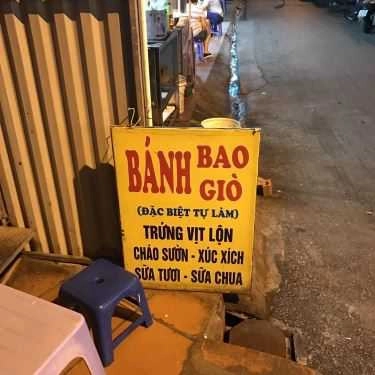 BÁNH BAO
GIÒ
(ĐẶC BIỆT TỰ LÀM)
TRỨNG VỊT LỘN
CHÁO SƯỜN - XÚC XÍCH
SỮA TƯƠI - SỮA CHUA